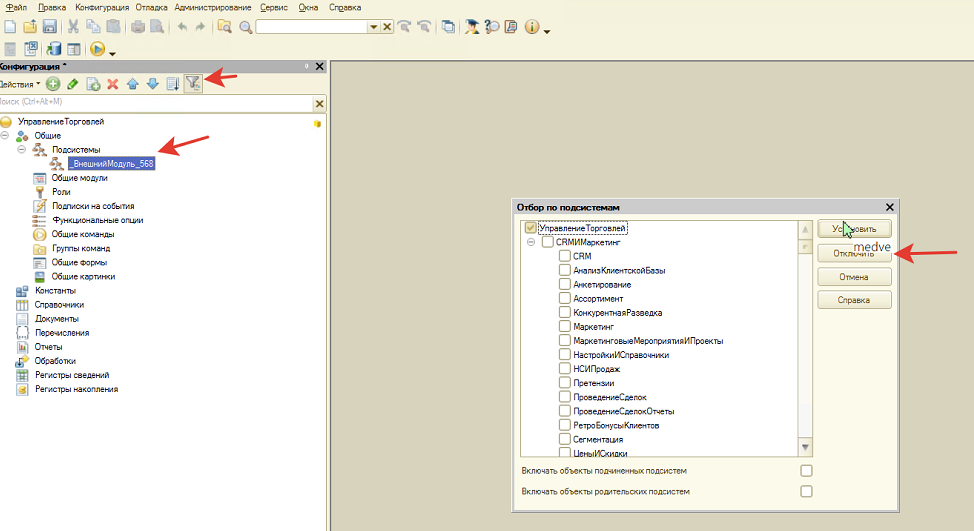 Файл Правка Конфигурация Отладка Администрирование Сервис Окна Справка
Конфигурация *
Действия
Поиск (Ctrl+Alt+M)
УправлениеТорговлей
Общие
Подсистемы
_ВнешнийМодуль_568
Общие модули
Роли
Подписки на события
Функциональные опции
Общие команды
Группы команд
Общие формы
Общие картинки
Константы
Справочники
Документы
Перечисления
Отчеты
Обработки
Регистры сведений
Регистры накопления
Отбор по подсистемам
УправлениеТорговлей
CRMИМаркетинг
CRM
АнализКлиентскойБазы
Анкетирование
Ассортимент
КонкурентнаяРазведка
Маркетинг
МаркетинговыеМероприятияИПроекты
НастройкиИСправочники
НСИПродаж
Претензии
ПроведениеСделок
ПроведениеСделокОтчеты
РетроБонусыКлиентов
Сегментация
ЦеныИСкидки
Установить
medve
Отключить
Отмена
Справка
Включать объекты подчиненных подсистем
Включать объекты родительских подсистем